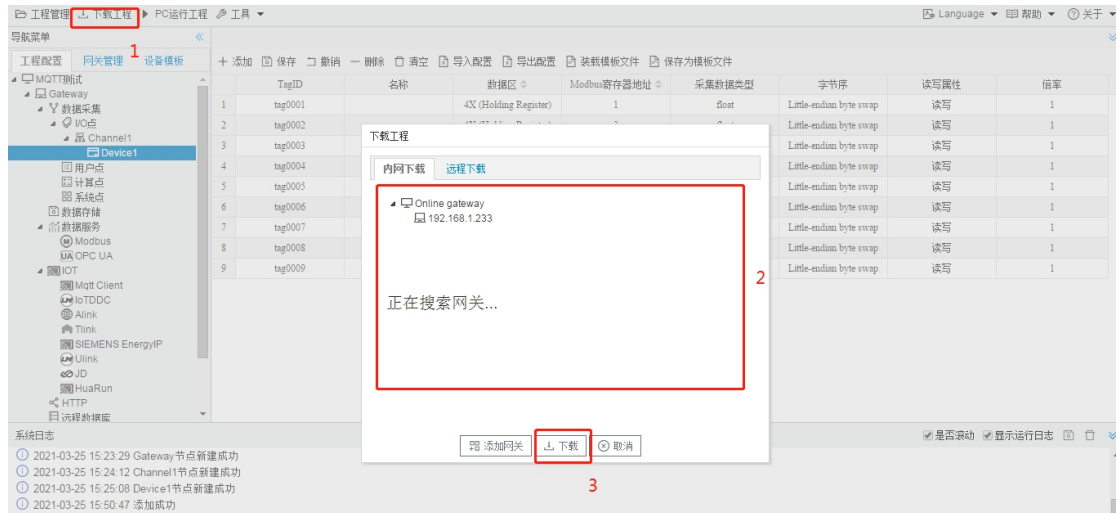 工程管理 下载工程 PC运行工程 工具 Language 帮助 关于
导航菜单
1
工程配置 网关管理 设备模板
添加 保存 撤销 删除 清空 导入配置 导出配置 装载模板文件 保存为模板文件
MQTT测试
Gateway
数据采集
I/O点
Channel1
Device1
用户点
计算点
系统点
数据存储
数据服务
Modbus
UA OPC UA
IOT
Mqtt Client
IoTDDC
Alink
Tlink
SIEMENS EnergyIP
Ulink
JD
HuaRun
HTTP
远程数据库
TagID 名称 数据区 Modbus寄存器地址 采集数据类型 字节序 读写属性 倍率
1 tag0001 4X (Holding Register) 1 float Little-endian byte swap 读写 1
2 tag0002 Little-endian byte swap 读写 1
3 tag0003 Little-endian byte swap 读写 1
4 tag0004 Little-endian byte swap 读写 1
5 tag0005 Little-endian byte swap 读写 1
6 tag0006 Little-endian byte swap 读写 1
7 tag0007 Little-endian byte swap 读写 1
8 tag0008 Little-endian byte swap 读写 1
9 tag0009 Little-endian byte swap 读写 1
下载工程
内网下载 远程下载
Online gateway
192.168.1.233
正在搜索网关...
2
添加网关 下载 取消
3
系统日志 是否滚动 显示运行日志
2021-03-25 15:23:29 Gateway节点新建成功
2021-03-25 15:24:12 Channel1节点新建成功
2021-03-25 15:25:08 Device1节点新建成功
2021-03-25 15:50:47 添加成功